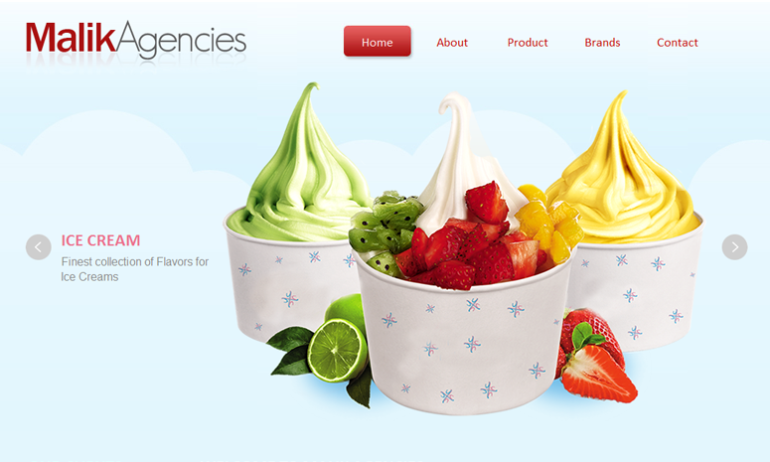 MalikAgencies
Home About Product Brands Contact
ICE CREAM
Finest collection of Flavors for
Ice Creams